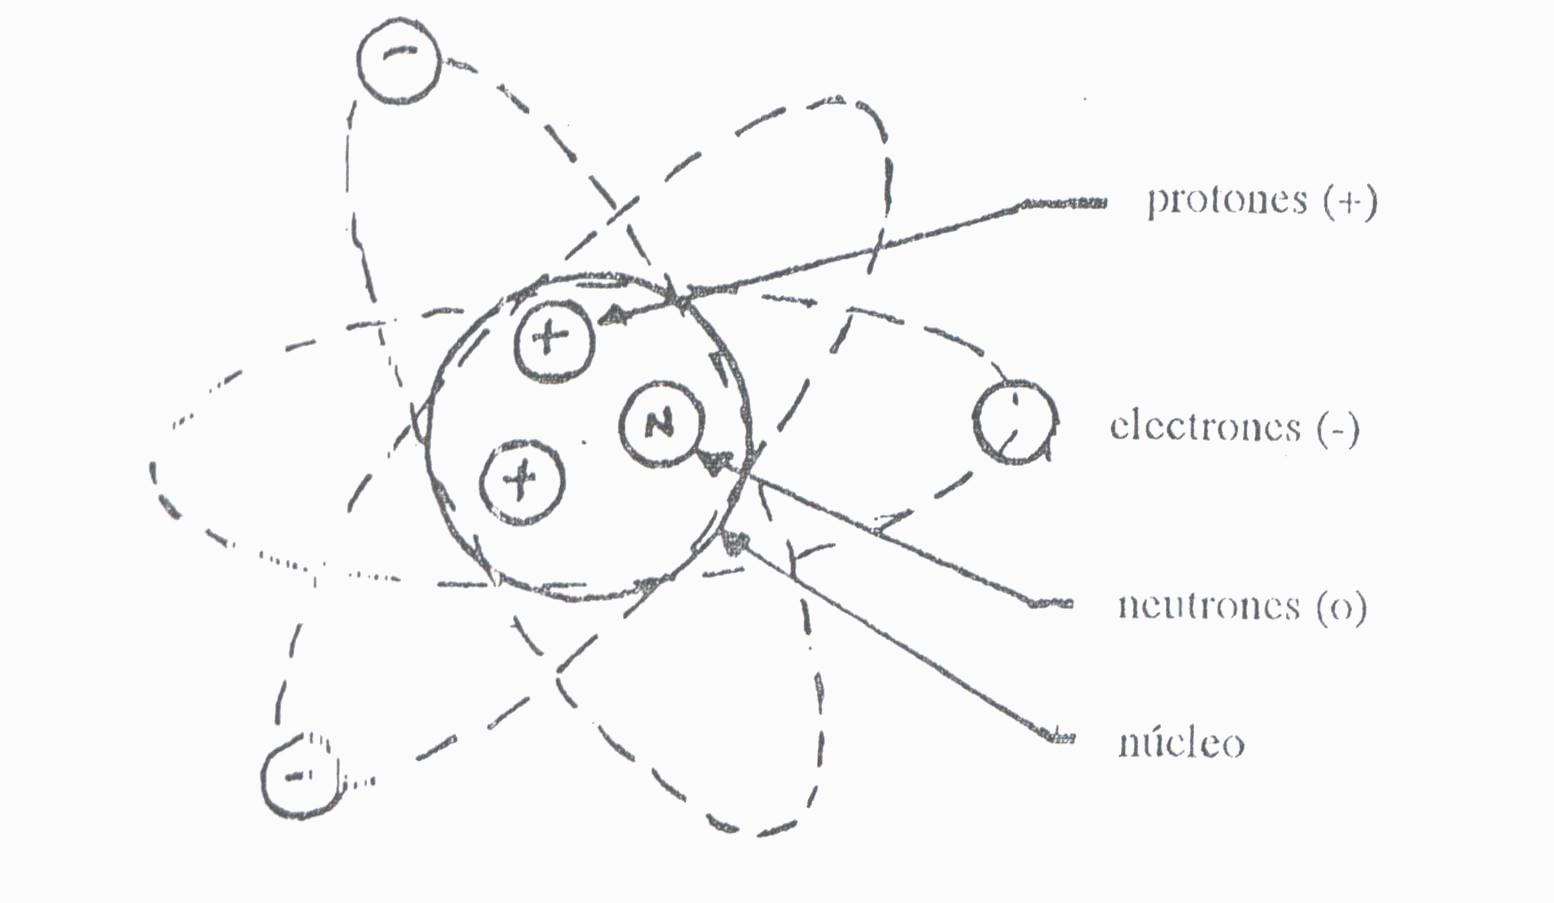 −
protones (+)
+
N
electrones (-)
+
neutrones (o)
núcleo
-